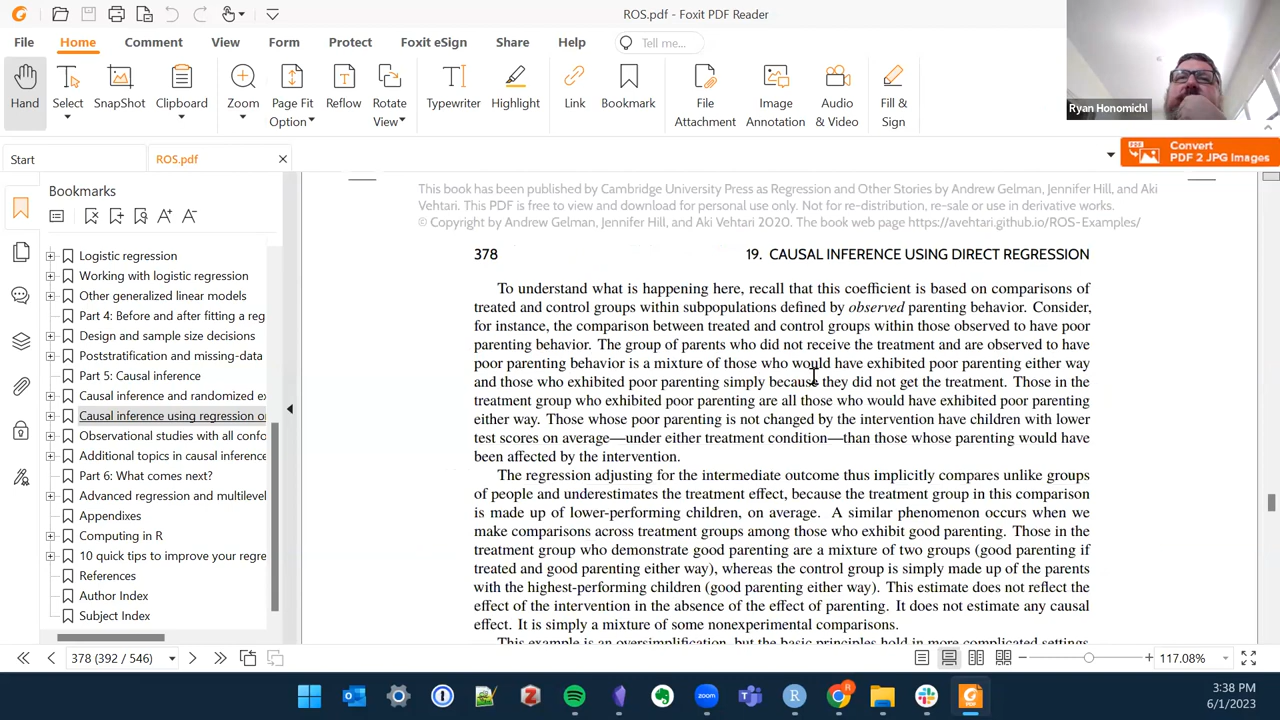 ROS.pdf - Foxit PDF Reader
File Home Comment View Form Protect Foxit eSign Share Help Tell me...
Hand
Select
SnapShot
Clipboard
Zoom
Page Fit
Option
Reflow
Rotate
View
Typewriter
Highlight
Link
Bookmark
File
Attachment
Image
Annotation
Audio
& Video
Fill &
Sign
Ryan Honomichl
Start
ROS.pdf
Convert
PDF 2 JPG Images
Bookmarks
Logistic regression
Working with logistic regression
Other generalized linear models
Part 4: Before and after fitting a reg
Design and sample size decisions
Poststratification and missing-data
Part 5: Causal inference
Causal inference and randomized ex
Causal inference using regression o
Observational studies with all confo
Additional topics in causal inference
Part 6: What comes next?
Advanced regression and multilevel
Appendixes
Computing in R
10 quick tips to improve your regre
References
Author Index
Subject Index
This book has been published by Cambridge University Press as Regression and Other Stories by Andrew Gelman, Jennifer Hill, and Aki
Vehtari. This PDF is free to view and download for personal use only. Not for re-distribution, re-sale or use in derivative works.
© Copyright by Andrew Gelman, Jennifer Hill, and Aki Vehtari 2020. The book web page https://avehtari.github.io/ROS-Examples/
378 19. CAUSAL INFERENCE USING DIRECT REGRESSION
To understand what is happening here, recall that this coefficient is based on comparisons of
treated and control groups within subpopulations defined by observed parenting behavior. Consider,
for instance, the comparison between treated and control groups within those observed to have poor
parenting behavior. The group of parents who did not receive the treatment and are observed to have
poor parenting behavior is a mixture of those who would have exhibited poor parenting either way
and those who exhibited poor parenting simply because they did not get the treatment. Those in the
treatment group who exhibited poor parenting are all those who would have exhibited poor parenting
either way. Those whose poor parenting is not changed by the intervention have children with lower
test scores on average—under either treatment condition—than those whose parenting would have
been affected by the intervention.
The regression adjusting for the intermediate outcome thus implicitly compares unlike groups
of people and underestimates the treatment effect, because the treatment group in this comparison
is made up of lower-performing children, on average. A similar phenomenon occurs when we
make comparisons across treatment groups among those who exhibit good parenting. Those in the
treatment group who demonstrate good parenting are a mixture of two groups (good parenting if
treated and good parenting either way), whereas the control group is simply made up of the parents
with the highest-performing children (good parenting either way). This estimate does not reflect the
effect of the intervention in the absence of the effect of parenting. It does not estimate any causal
effect. It is simply a mixture of some nonexperimental comparisons.
This example is an oversimplification, but the basic principles hold in more complicated settings
378 (392 / 546)
117.08%
3:38 PM
6/1/2023